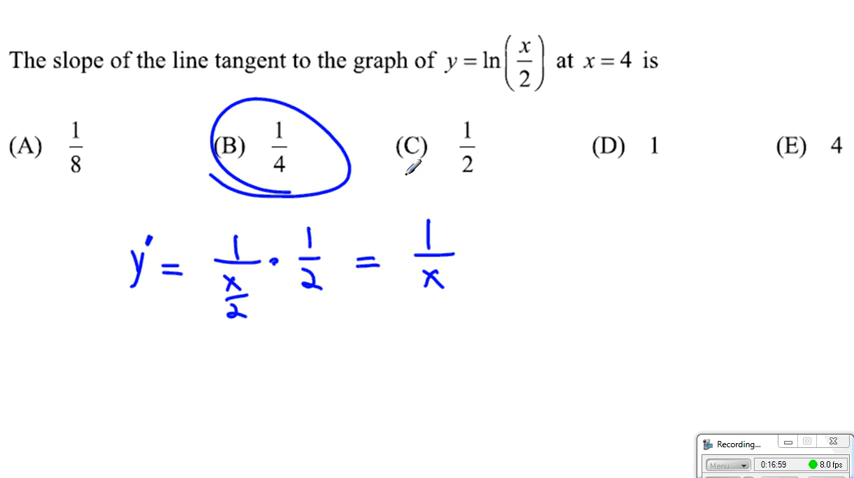 The slope of the line tangent to the graph of y = ln(x/2) at x = 4 is
(A) 1/8 (B) 1/4 (C) 1/2 (D) 1 (E) 4
y' = 1/(x/2) · 1/2 = 1/x
Recording...
Menu 0:16:59 8.0 fps